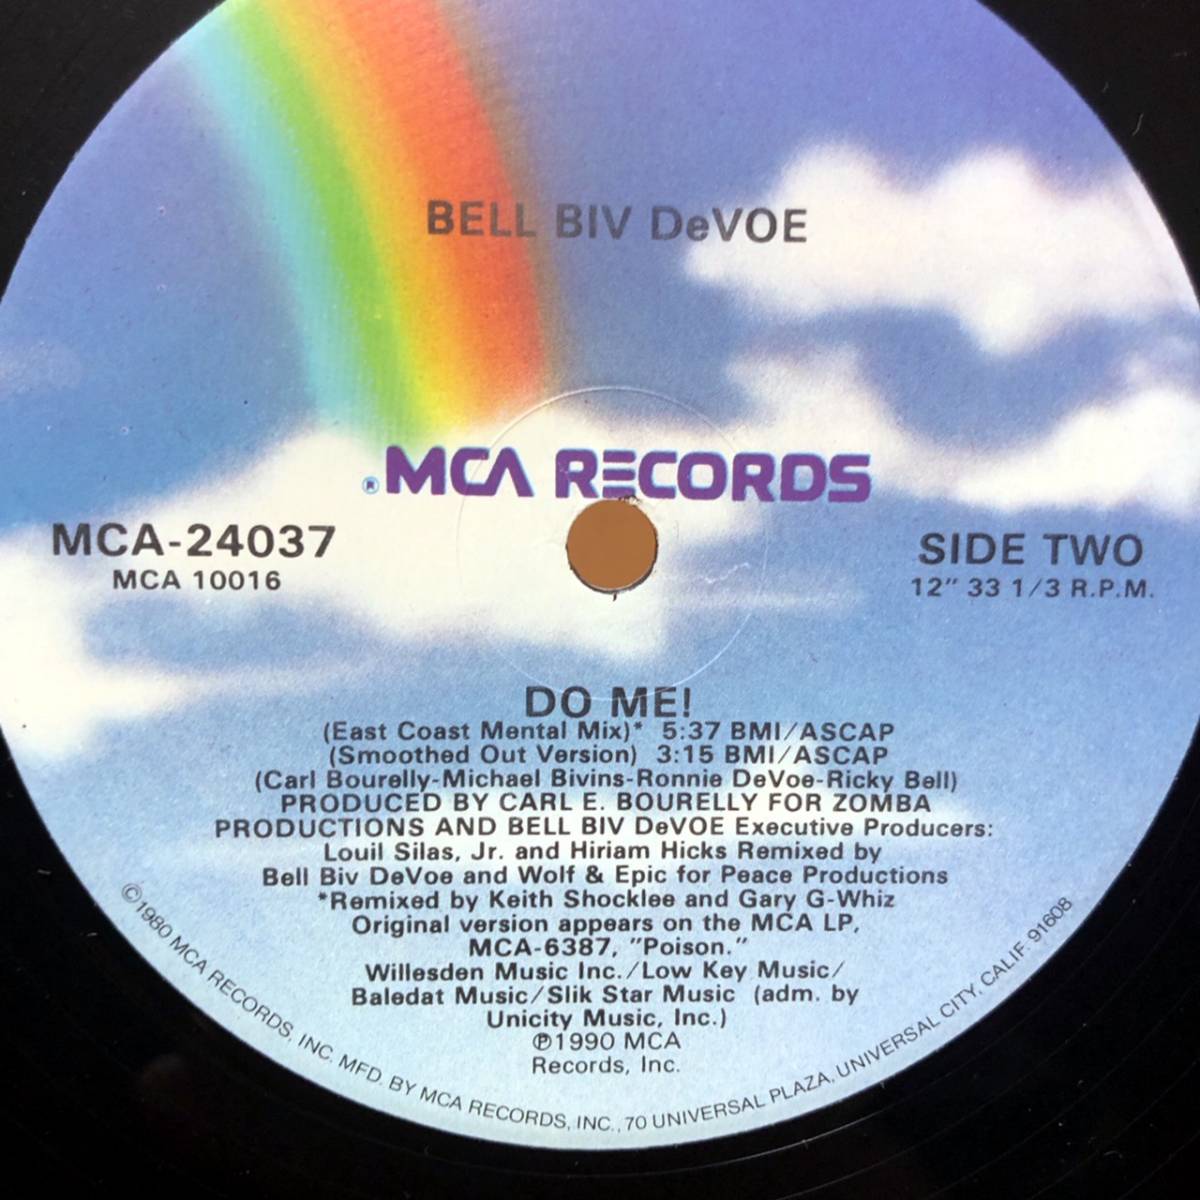 BELL BIV DeVOE
® MCA RECORDS
MCA-24037
MCA 10016
SIDE TWO
12" 33 1/3 R.P.M.
DO ME!
(East Coast Mental Mix)* 5:37 BMI/ASCAP
(Smoothed Out Version) 3:15 BMI/ASCAP
(Carl Bourelly-Michael Bivins-Ronnie DeVoe-Ricky Bell)
PRODUCED BY CARL E. BOURELLY FOR ZOMBA
PRODUCTIONS AND BELL BIV DeVOE Executive Producers:
Louil Silas, Jr. and Hiriam Hicks Remixed by
Bell Biv DeVoe and Wolf & Epic for Peace Productions
*Remixed by Keith Shocklee and Gary G-Whiz
Original version appears on the MCA LP,
MCA-6387, "Poison."
Willesden Music Inc./Low Key Music/
Baledat Music/Slik Star Music (adm. by
Unicity Music, Inc.)
℗1990 MCA
Records, Inc.
©1980 MCA RECORDS, INC. MFD. BY MCA RECORDS, INC., 70 UNIVERSAL PLAZA, UNIVERSAL CITY, CALIF. 91608